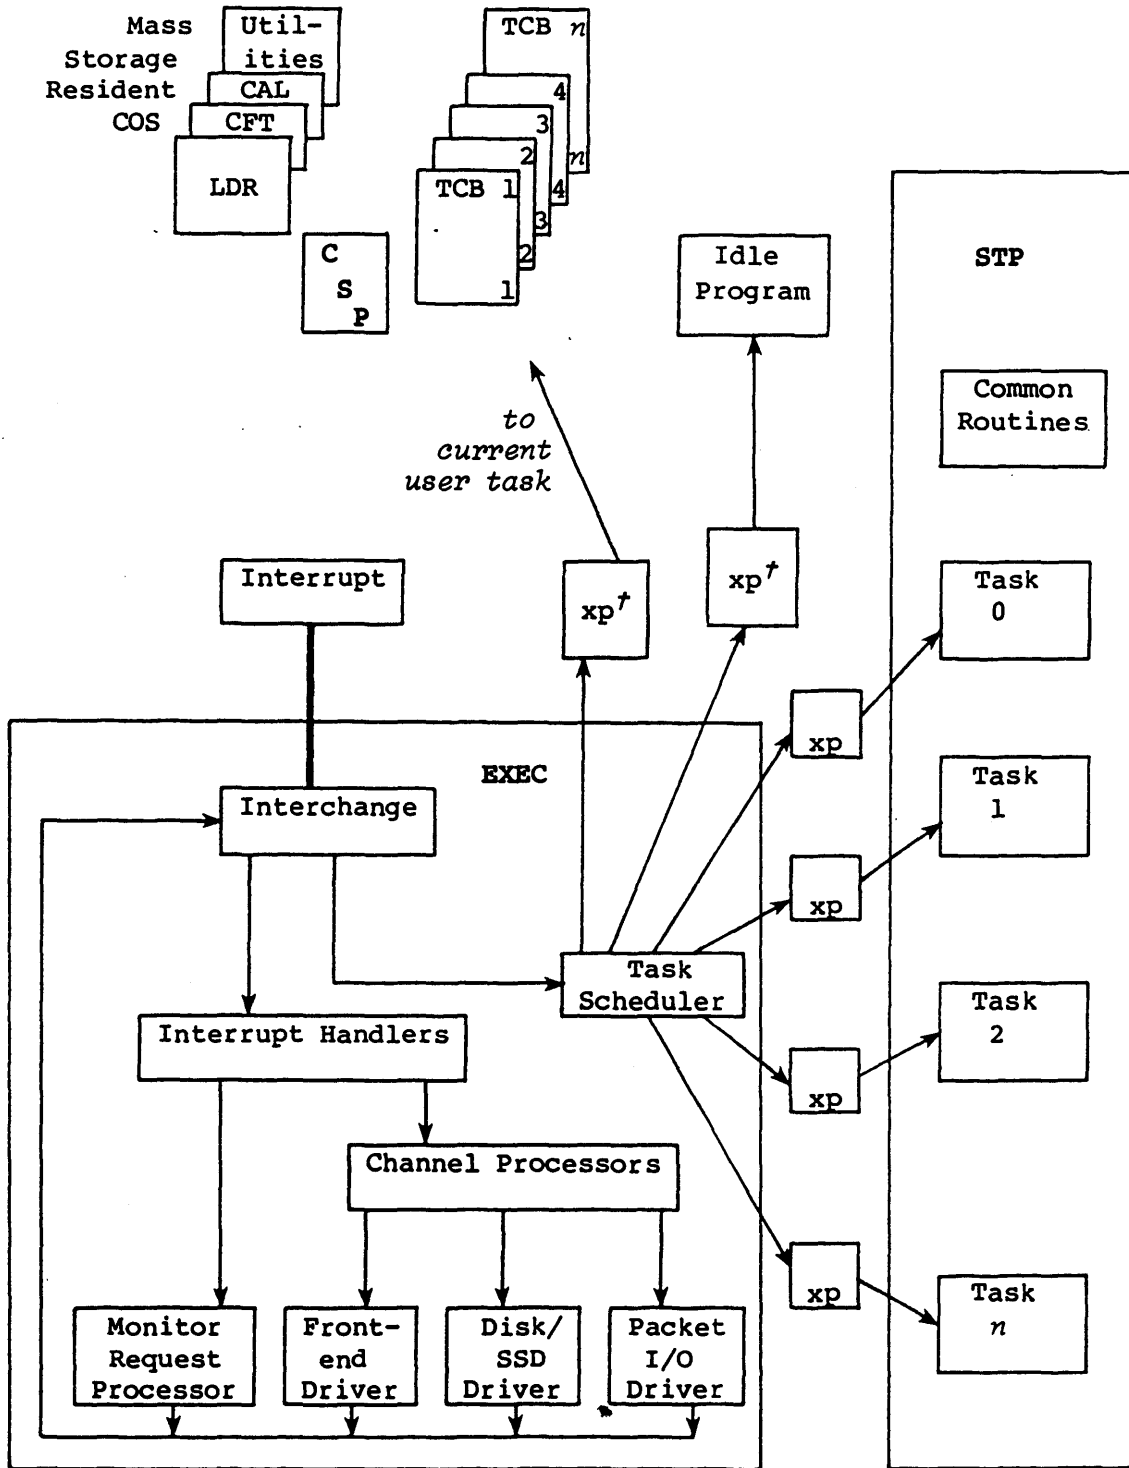 Mass
Storage
Resident
COS
Util-
ities
CAL
CFT
LDR
C
S
P
TCB n
4
3
2
TCB 1
n
4
3
2
1
Idle
Program
STP
Common
Routines
to
current
user task
xp†
xp†
Interrupt
Task
0
xp
EXEC
Interchange
Task
1
xp
Task
Scheduler
Task
2
Interrupt Handlers
xp
Channel Processors
xp
Task
n
Monitor
Request
Processor
Front-
end
Driver
Disk/
SSD
Driver
Packet
I/O
Driver